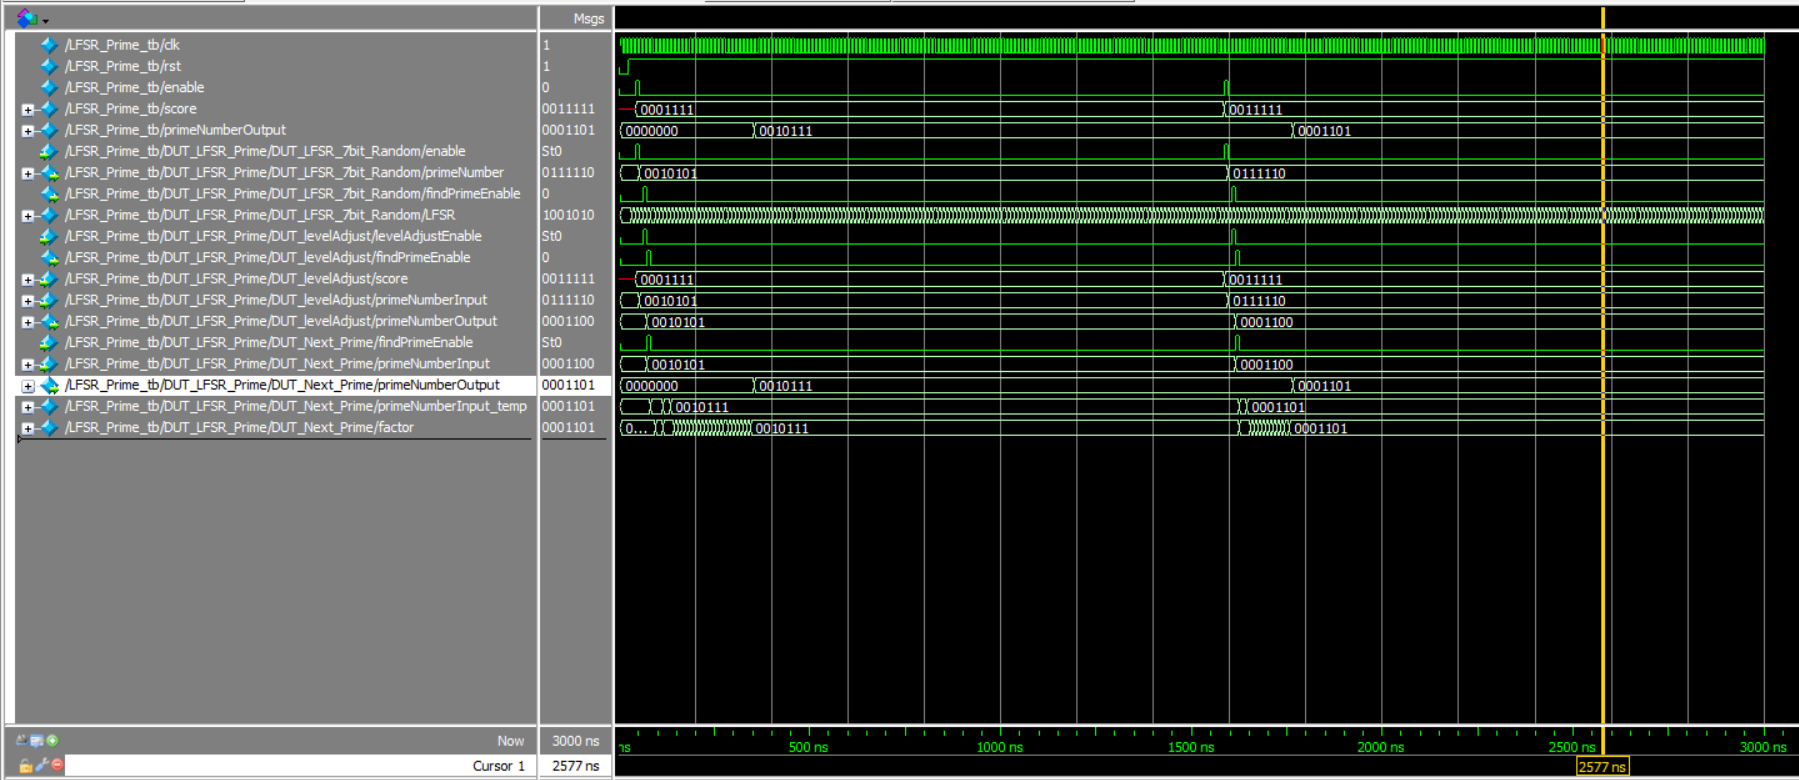 Msgs
/LFSR_Prime_tb/clk 1
/LFSR_Prime_tb/rst 1
/LFSR_Prime_tb/enable 0
/LFSR_Prime_tb/score 0011111 0001111 0011111
/LFSR_Prime_tb/primeNumberOutput 0001101 0000000 0010111 0001101
/LFSR_Prime_tb/DUT_LFSR_Prime/DUT_LFSR_7bit_Random/enable St0
/LFSR_Prime_tb/DUT_LFSR_Prime/DUT_LFSR_7bit_Random/primeNumber 0111110 0010101 0111110
/LFSR_Prime_tb/DUT_LFSR_Prime/DUT_LFSR_7bit_Random/findPrimeEnable 0
/LFSR_Prime_tb/DUT_LFSR_Prime/DUT_LFSR_7bit_Random/LFSR 1001010
/LFSR_Prime_tb/DUT_LFSR_Prime/DUT_levelAdjust/levelAdjustEnable St0
/LFSR_Prime_tb/DUT_LFSR_Prime/DUT_levelAdjust/findPrimeEnable 0
/LFSR_Prime_tb/DUT_LFSR_Prime/DUT_levelAdjust/score 0011111 0001111 0011111
/LFSR_Prime_tb/DUT_LFSR_Prime/DUT_levelAdjust/primeNumberInput 0111110 0010101 0111110
/LFSR_Prime_tb/DUT_LFSR_Prime/DUT_levelAdjust/primeNumberOutput 0001100 0010101 0001100
/LFSR_Prime_tb/DUT_LFSR_Prime/DUT_Next_Prime/findPrimeEnable St0
/LFSR_Prime_tb/DUT_LFSR_Prime/DUT_Next_Prime/primeNumberInput 0001100 0010101 0001100
/LFSR_Prime_tb/DUT_LFSR_Prime/DUT_Next_Prime/primeNumberOutput 0001101 0000000 0010111 0001101
/LFSR_Prime_tb/DUT_LFSR_Prime/DUT_Next_Prime/primeNumberInput_temp 0001101 0010111 0001101
/LFSR_Prime_tb/DUT_LFSR_Prime/DUT_Next_Prime/factor 0001101 0... 0010111 0001101
Now 3000 ns ns 500 ns 1000 ns 1500 ns 2000 ns 2500 ns 3000 ns
Cursor 1 2577 ns 2577 ns